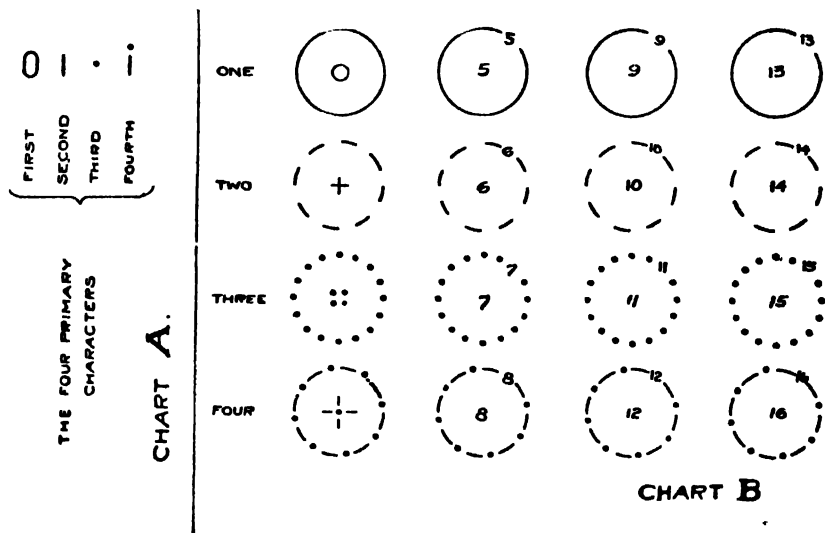 FIRST
SECOND
THIRD
FOURTH
THE FOUR PRIMARY
CHARACTERS
CHART A.
ONE
5
5
9
9
13
13
TWO
6
6
10
10
14
14
THREE
7
7
11
11
15
15
FOUR
8
8
12
12
16
16
CHART B